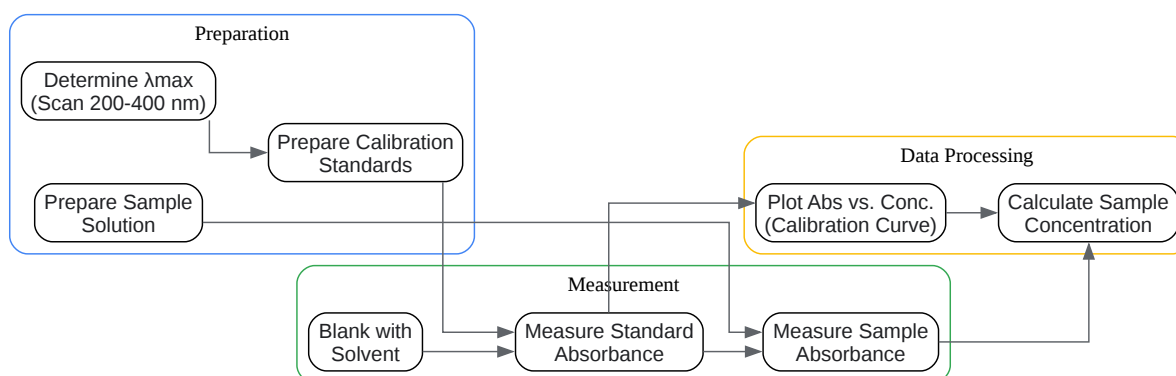 Preparation
Determine λmax
(Scan 200-400 nm)
Prepare Calibration
Standards
Prepare Sample
Solution
Data Processing
Plot Abs vs. Conc.
(Calibration Curve)
Calculate Sample
Concentration
Measurement
Blank with
Solvent
Measure Standard
Absorbance
Measure Sample
Absorbance